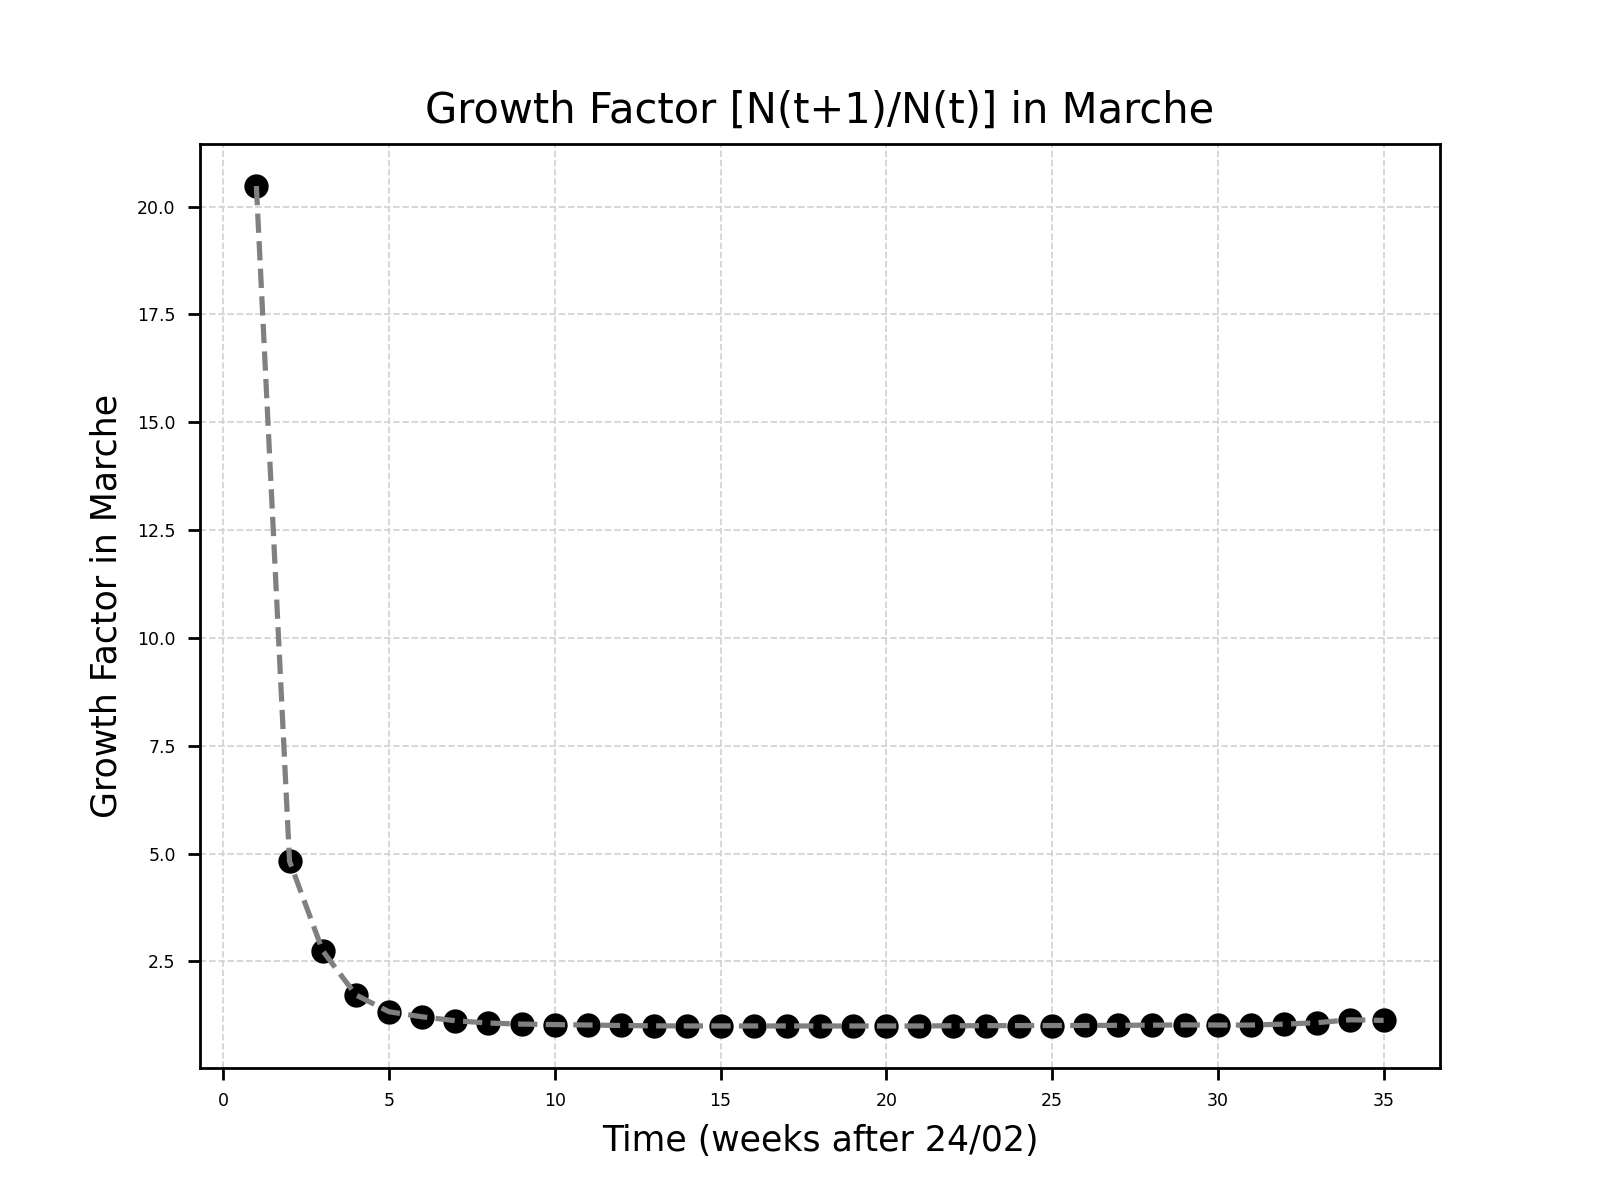 Growth Factor [N(t+1)/N(t)] in Marche
Growth Factor in Marche
20.0
17.5
15.0
12.5
10.0
7.5
5.0
2.5
0 5 10 15 20 25 30 35
Time (weeks after 24/02)